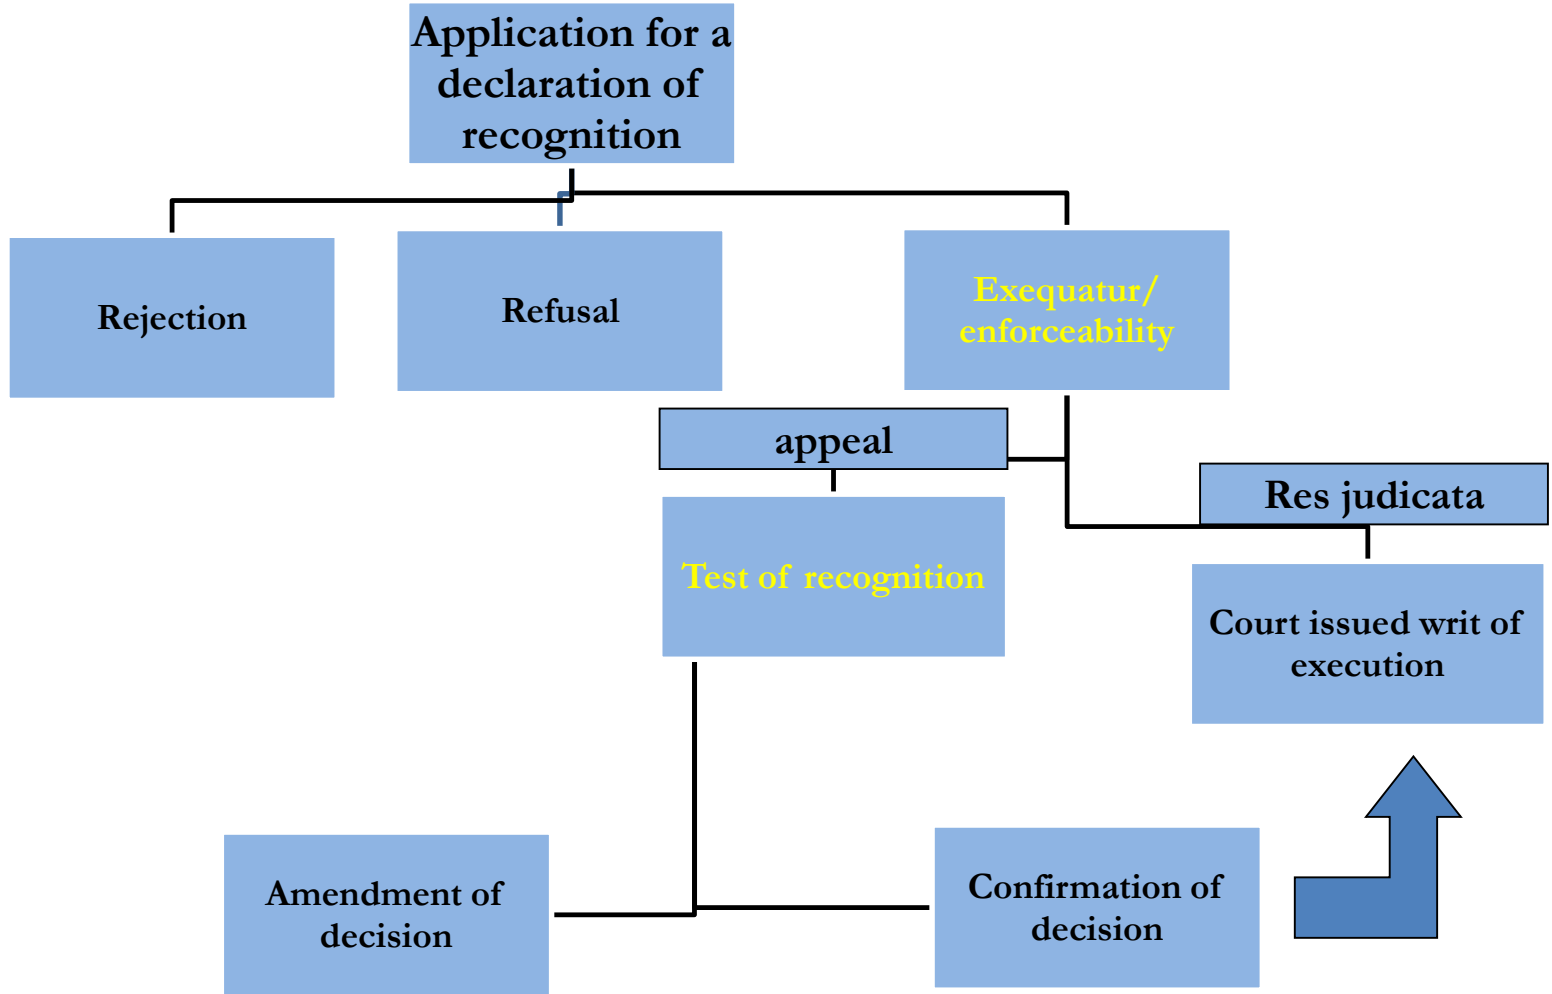 Application for a
declaration of
recognition
Rejection
Refusal
Exequatur/
enforceability
appeal
Res judicata
Test of recognition
Court issued writ of
execution
Amendment of
decision
Confirmation of
decision